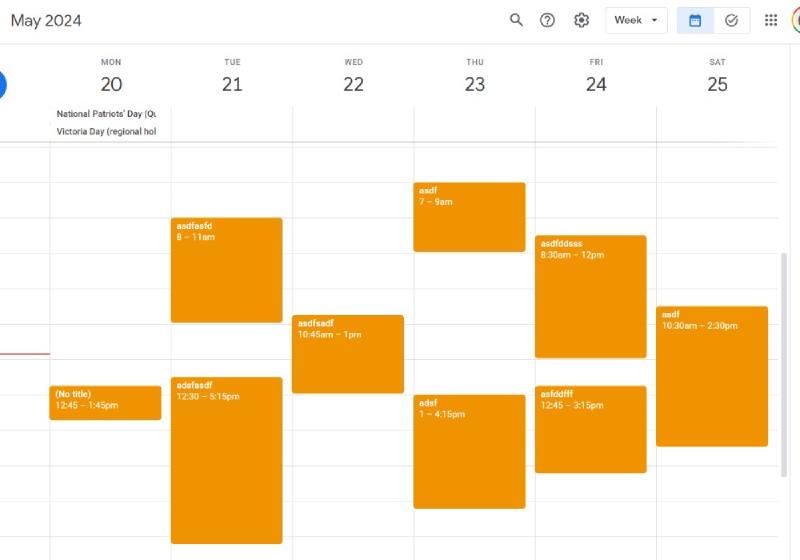 May 2024
Week
MON
20
TUE
21
WED
22
THU
23
FRI
24
SAT
25
National Patriots' Day (Qu
Victoria Day (regional hol
(No title)
12:45 – 1:45pm
asdfasfd
8 – 11am
adsfasdf
12:30 – 5:15pm
asdfsadf
10:45am – 1pm
asdf
7 – 9am
adsf
1 – 4:15pm
asdfddsss
8:30am – 12pm
asfddfff
12:45 – 3:15pm
asdf
10:30am – 2:30pm